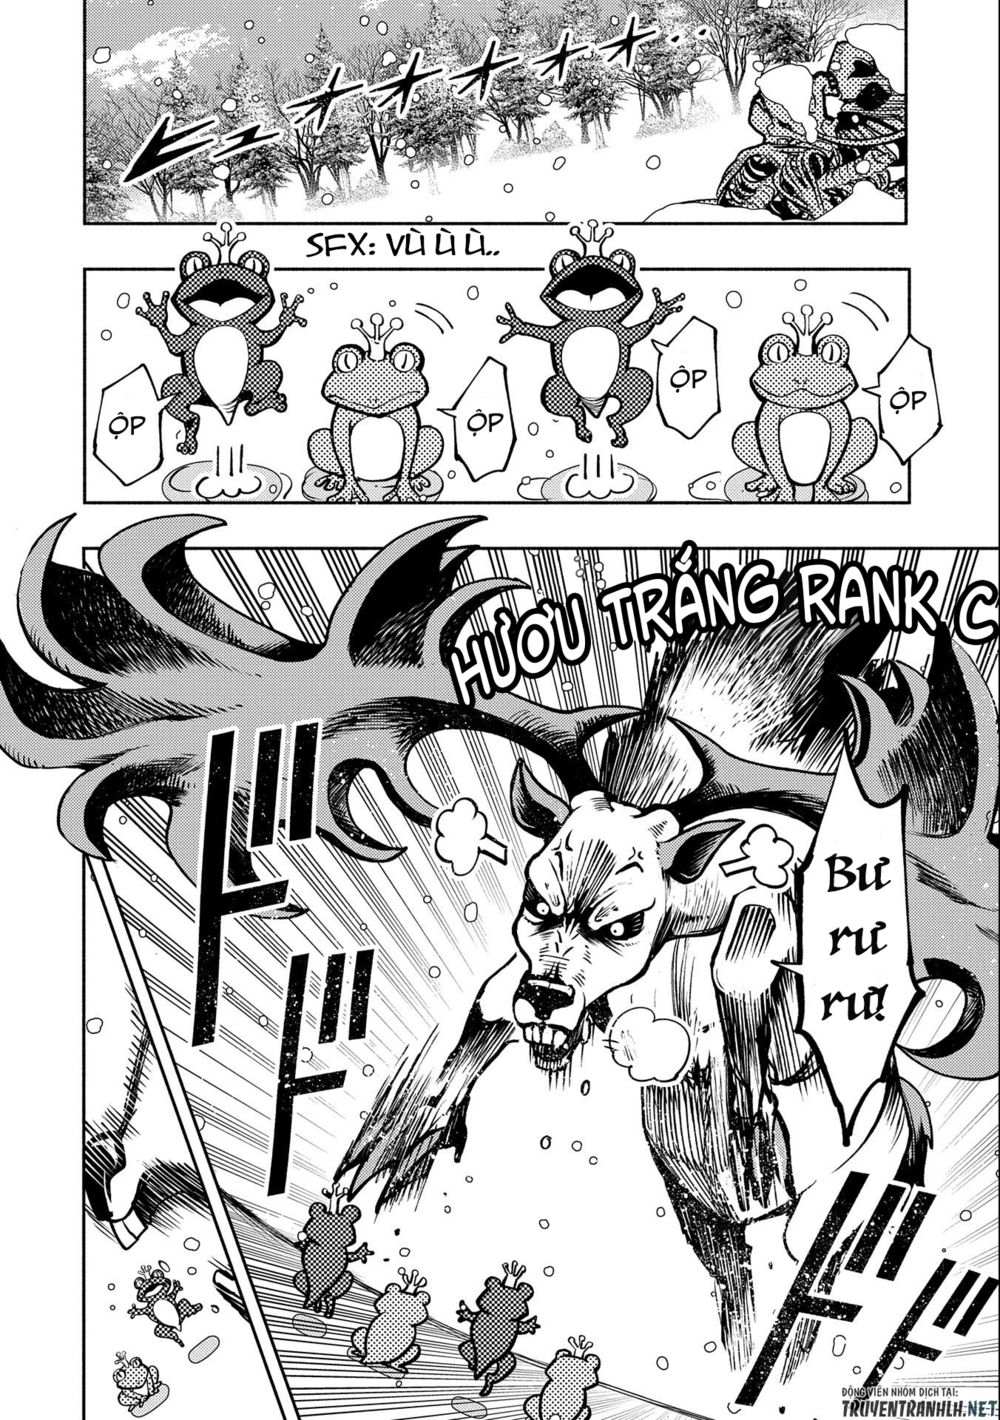 ヒュオオオオオ..
SFX: VÙ Ù Ù..
ỘP
ỘP
ỘP
ỘP
HƯƠU TRẮNG RANK C
ドド
ドド
Bư
rư
rư!
ドド
ド
ĐỘNG VIÊN NHÓM DỊCH TẠI:
TRUYENTRANHLH.NET